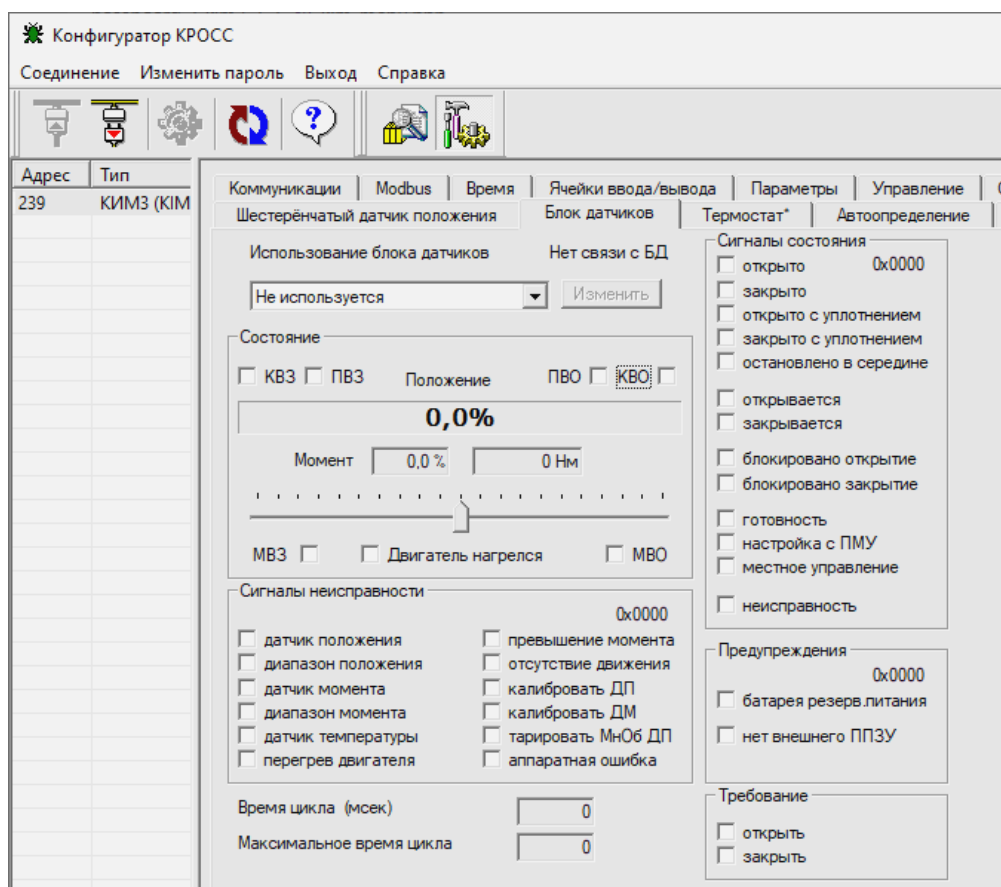 Конфигуратор КРОСС
Соединение Изменить пароль Выход Справка
Адрес Тип
239 КИМ3 (KIM
Коммуникации Modbus Время Ячейки ввода/вывода Параметры Управление
Шестерёнчатый датчик положения Блок датчиков Термостат* Автоопределение
Использование блока датчиков Нет связи с БД
Не используется Изменить
Состояние
КВЗ ПВЗ Положение ПВО КВО
0,0%
Момент 0,0 % 0 Нм
МВЗ Двигатель нагрелся МВО
Сигналы неисправности
0x0000
датчик положения превышение момента
диапазон положения отсутствие движения
датчик момента калибровать ДП
диапазон момента калибровать ДМ
датчик температуры тарировать МнОб ДП
перегрев двигателя аппаратная ошибка
Время цикла (мсек) 0
Максимальное время цикла 0
Сигналы состояния
открыто 0x0000
закрыто
открыто с уплотнением
закрыто с уплотнением
остановлено в середине
открывается
закрывается
блокировано открытие
блокировано закрытие
готовность
настройка с ПМУ
местное управление
неисправность
Предупреждения
0x0000
батарея резерв.питания
нет внешнего ППЗУ
Требование
открыть
закрыть